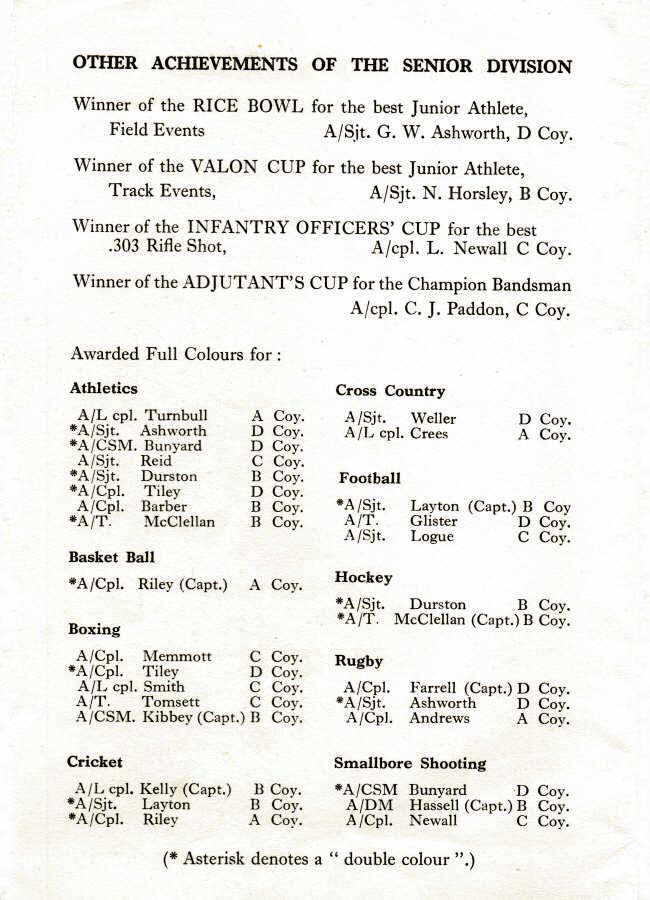 OTHER ACHIEVEMENTS OF THE SENIOR DIVISION
Winner of the RICE BOWL for the best Junior Athlete,
Field Events A/Sjt. G. W. Ashworth, D Coy.
Winner of the VALON CUP for the best Junior Athlete,
Track Events, A/Sjt. N. Horsley, B Coy.
Winner of the INFANTRY OFFICERS' CUP for the best
.303 Rifle Shot, A/cpl. L. Newall C Coy.
Winner of the ADJUTANT'S CUP for the Champion Bandsman
A/cpl. C. J. Paddon, C Coy.
Awarded Full Colours for :
Athletics
A/L cpl. Turnbull A Coy.
*A/Sjt. Ashworth D Coy.
*A/CSM. Bunyard D Coy.
A/Sjt. Reid C Coy.
*A/Sjt. Durston B Coy.
*A/Cpl. Tiley D Coy.
A/Cpl. Barber B Coy.
*A/T. McClellan B Coy.
Basket Ball
*A/Cpl. Riley (Capt.) A Coy.
Boxing
A/Cpl. Memmott C Coy.
*A/Cpl. Tiley D Coy.
A/L cpl. Smith C Coy.
A/T. Tomsett C Coy.
A/CSM. Kibbey (Capt.) B Coy.
Cricket
A/L cpl. Kelly (Capt.) B Coy.
*A/Sjt. Layton B Coy.
*A/Cpl. Riley A Coy.
Cross Country
A/Sjt. Weller D Coy.
A/L cpl. Crees A Coy.
Football
*A/Sjt. Layton (Capt.) B Coy
A/T. Glister D Coy.
A/Sjt. Logue C Coy.
Hockey
*A/Sjt. Durston B Coy.
*A/T. McClellan (Capt.) B Coy.
Rugby
A/Cpl. Farrell (Capt.) D Coy.
*A/Sjt. Ashworth D Coy.
A/Cpl. Andrews A Coy.
Smallbore Shooting
*A/CSM Bunyard D Coy.
A/DM Hassell (Capt.) B Coy.
A/Cpl. Newall C Coy.
(* Asterisk denotes a " double colour ".)